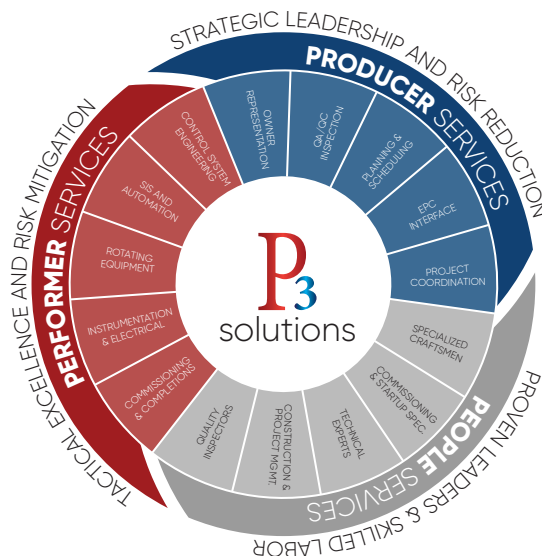 STRATEGIC LEADERSHIP AND RISK REDUCTION
PRODUCER SERVICES
OWNER
REPRESENTATION
QA/QC
INSPECTION
PLANNING &
SCHEDULING
EPC
INTERFACE
PROJECT
COORDINATION
PROVEN LEADERS & SKILLED LABOR
PEOPLE SERVICES
SPECIALIZED
CRAFTSMEN
COMMISSIONING
& STARTUP SPEC.
TECHNICAL
EXPERTS
CONSTRUCTION &
PROJECT MGMT.
QUALITY
INSPECTORS
TACTICAL EXCELLENCE AND RISK MITIGATION
PERFORMER SERVICES
COMMISSIONING
& COMPLETIONS
INSTRUMENTATION
& ELECTRICAL
ROTATING
EQUIPMENT
SIS AND
AUTOMATION
CONTROL SYSTEM
ENGINEERING
P3
solutions